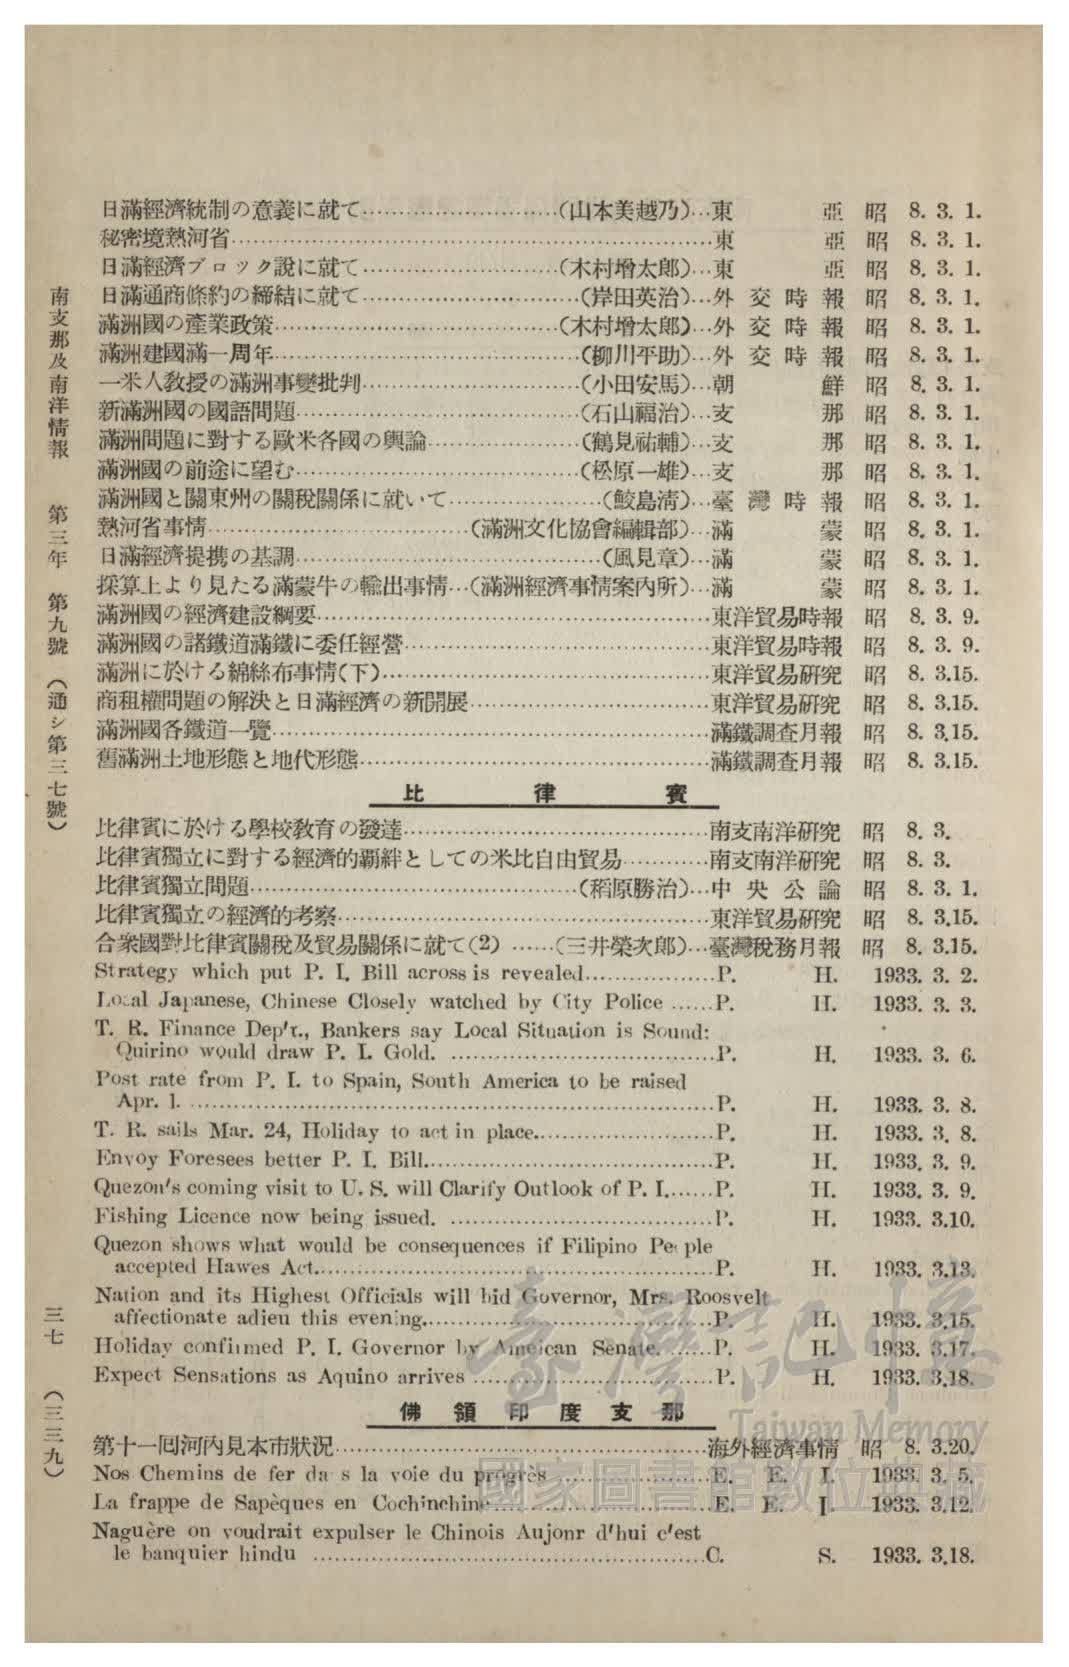 日滿經濟統制の意義に就て…………(山本美越乃)…東亞 昭 8. 3. 1.
秘密境熱河省…………東亞 昭 8. 3. 1.
日滿經濟ブロック說に就て…………(木村增太郎)…東亞 昭 8. 3. 1.
日滿通商條約の締結に就て…………(岸田英治)…外交時報 昭 8. 3. 1.
滿洲國の產業政策…………(木村增太郎)…外交時報 昭 8. 3. 1.
滿洲建國滿一周年…………(柳川平助)…外交時報 昭 8. 3. 1.
一米人敎授の滿洲事變批判…………(小田安馬)…朝鮮 昭 8. 3. 1.
新滿洲國の國語問題…………(石山福治)…支那 昭 8. 3. 1.
滿洲問題に對する歐米各國の輿論…………(鶴見祐輔)…支那 昭 8. 3. 1.
滿洲國の前途に望む…………(松原一雄)…支那 昭 8. 3. 1.
滿洲國と關東州の關稅關係に就いて…………(鮫島淸)…臺灣時報 昭 8. 3. 1.
熱河省事情…………(滿洲文化協會編輯部)…滿蒙 昭 8. 3. 1.
日滿經濟提携の基調…………(風見章)…滿蒙 昭 8. 3. 1.
採算上より見たる滿蒙牛の輸出事情…(滿洲經濟事情案內所)…滿蒙 昭 8. 3. 1.
滿洲國の經濟建設綱要…………東洋貿易時報 昭 8. 3. 9.
滿洲國の諸鐵道滿鐵に委任經營…………東洋貿易時報 昭 8. 3. 9.
滿洲に於ける綿絲布事情(下)…………東洋貿易硏究 昭 8. 3.15.
商租權問題の解決と日滿經濟の新開展…………東洋貿易硏究 昭 8. 3.15.
滿洲國各鐵道一覽…………滿鐵調查月報 昭 8. 3.15.
舊滿洲土地形態と地代形態…………滿鐵調查月報 昭 8. 3.15.
比律賓
比律賓に於ける學校敎育の發達…………南支南洋硏究 昭 8. 3.
比律賓獨立に對する經濟的覊絆としての米比自由貿易…………南支南洋硏究 昭 8. 3.
比律賓獨立問題…………(稻原勝治)…中央公論 昭 8. 3. 1.
比律賓獨立の經濟的考察…………東洋貿易硏究 昭 8. 3.15.
合衆國對比律賓關稅及貿易關係に就て(2) ……(三井榮次郎)…臺灣稅務月報 昭 8. 3.15.
Strategy which put P. I. Bill across is revealed…………P. H. 1933. 3. 2.
Local Japanese, Chinese Closely watched by City Police ……P. H. 1933. 3. 3.
T. R. Finance Dep't., Bankers say Local Situation is Sound:
Quirino would draw P. I. Gold. …………P. H. 1933. 3. 6.
Post rate from P. I. to Spain, South America to be raised
Apr. 1. …………P. H. 1933. 3. 8.
T. R. sails Mar. 24, Holiday to act in place…………P. H. 1933. 3. 8.
Envoy Foresees better P. I. Bill…………P. H. 1933. 3. 9.
Quezon's coming visit to U. S. will Clarify Outlook of P. I.……P. H. 1933. 3. 9.
Fishing Licence now being issued. …………P. H. 1933. 3.10.
Quezon shows what would be consequences if Filipino People
accepted Hawes Act…………P. H. 1933. 3.13.
Nation and its Highest Officials will bid Governor, Mrs. Roosvelt
affectionate adieu this evening…………P. H. 1933. 3.15.
Holiday confiimed P. I. Governor by Ameican Senate.……P. H. 1933. 3.17.
Expect Sensations as Aquino arrives …………P. H. 1933. 3.18.
佛領印度支那
第十一囘河內見本市狀況…………海外經濟事情 昭 8. 3.20.
Nos Chemins de fer da s la voie du progrès …………E. E. I. 1933. 3. 5.
La frappe de Sapèques en Cochinchine…………E. E. I. 1933. 3.12.
Naguère on voudrait expulser le Chinois Aujonr d'hui c'est
le banquier hindu …………C. S. 1933. 3.18.
南支那及南洋情報 第三年 第九號 (通シ第三七號)
三七 (三三九)
臺灣記憶
Taiwan Memory
國家圖書館數位典藏